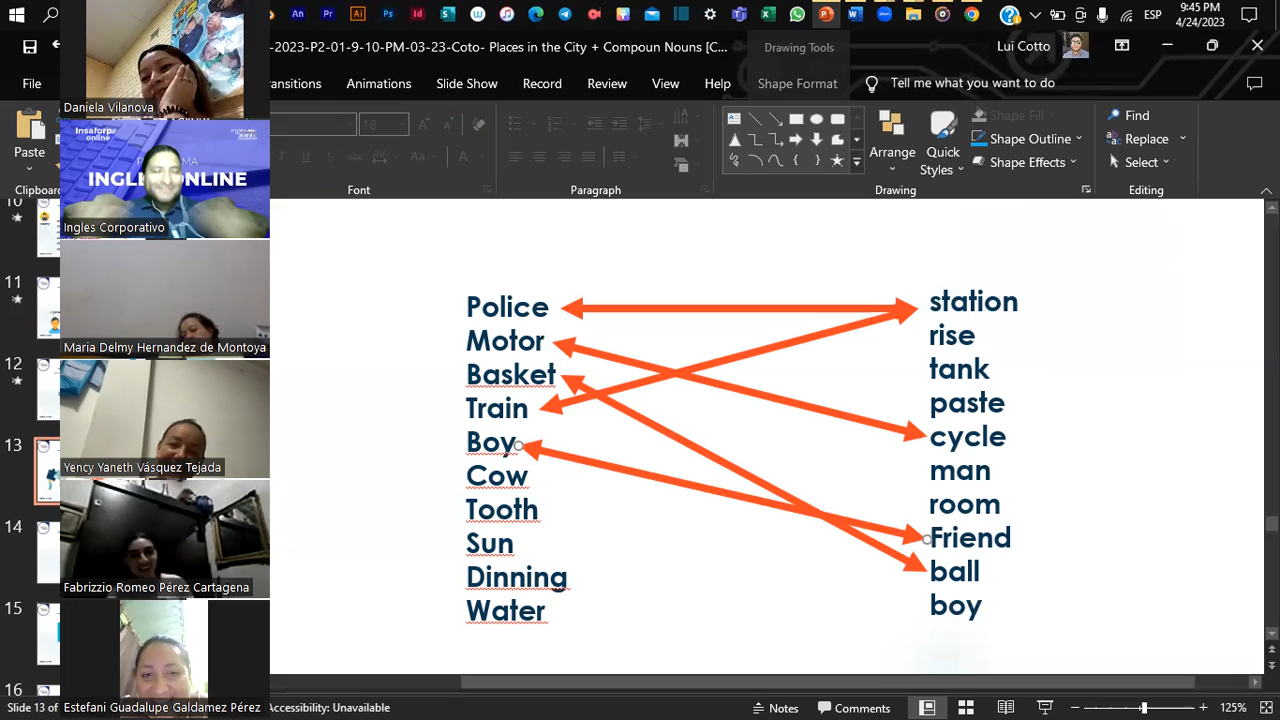 9:45 PM
ESP
4/24/2023
-2023-P2-01-9-10-PM-03-23-Coto- Places in the City + Compoun Nouns [C...
Drawing Tools
Lui Cotto
File
ransitions
Animations
Slide Show
Record
Review
View
Help
Shape Format
Tell me what you want to do
Paste
18
Arrange
Quick
Styles
Shape Fill
Shape Outline
Shape Effects
Find
Replace
Select
Clipboard
Font
Paragraph
Drawing
Editing
Daniela Vilanova
Insaforp
online
INGL ONLINE
Ingles Corporativo
Maria Delmy Hernandez de Montoya
Yency Yaneth Vásquez Tejada
Fabrizzio Romeo Pérez Cartagena
Estefani Guadalupe Galdamez Pérez
10
11
12
13
14
15
16
Police
Motor
Basket
Train
Boy
Cow
Tooth
Sun
Dinning
Water
station
rise
tank
paste
cycle
man
room
Friend
ball
boy
Slide 13 of
Accessibility: Unavailable
Notes
Comments
125%